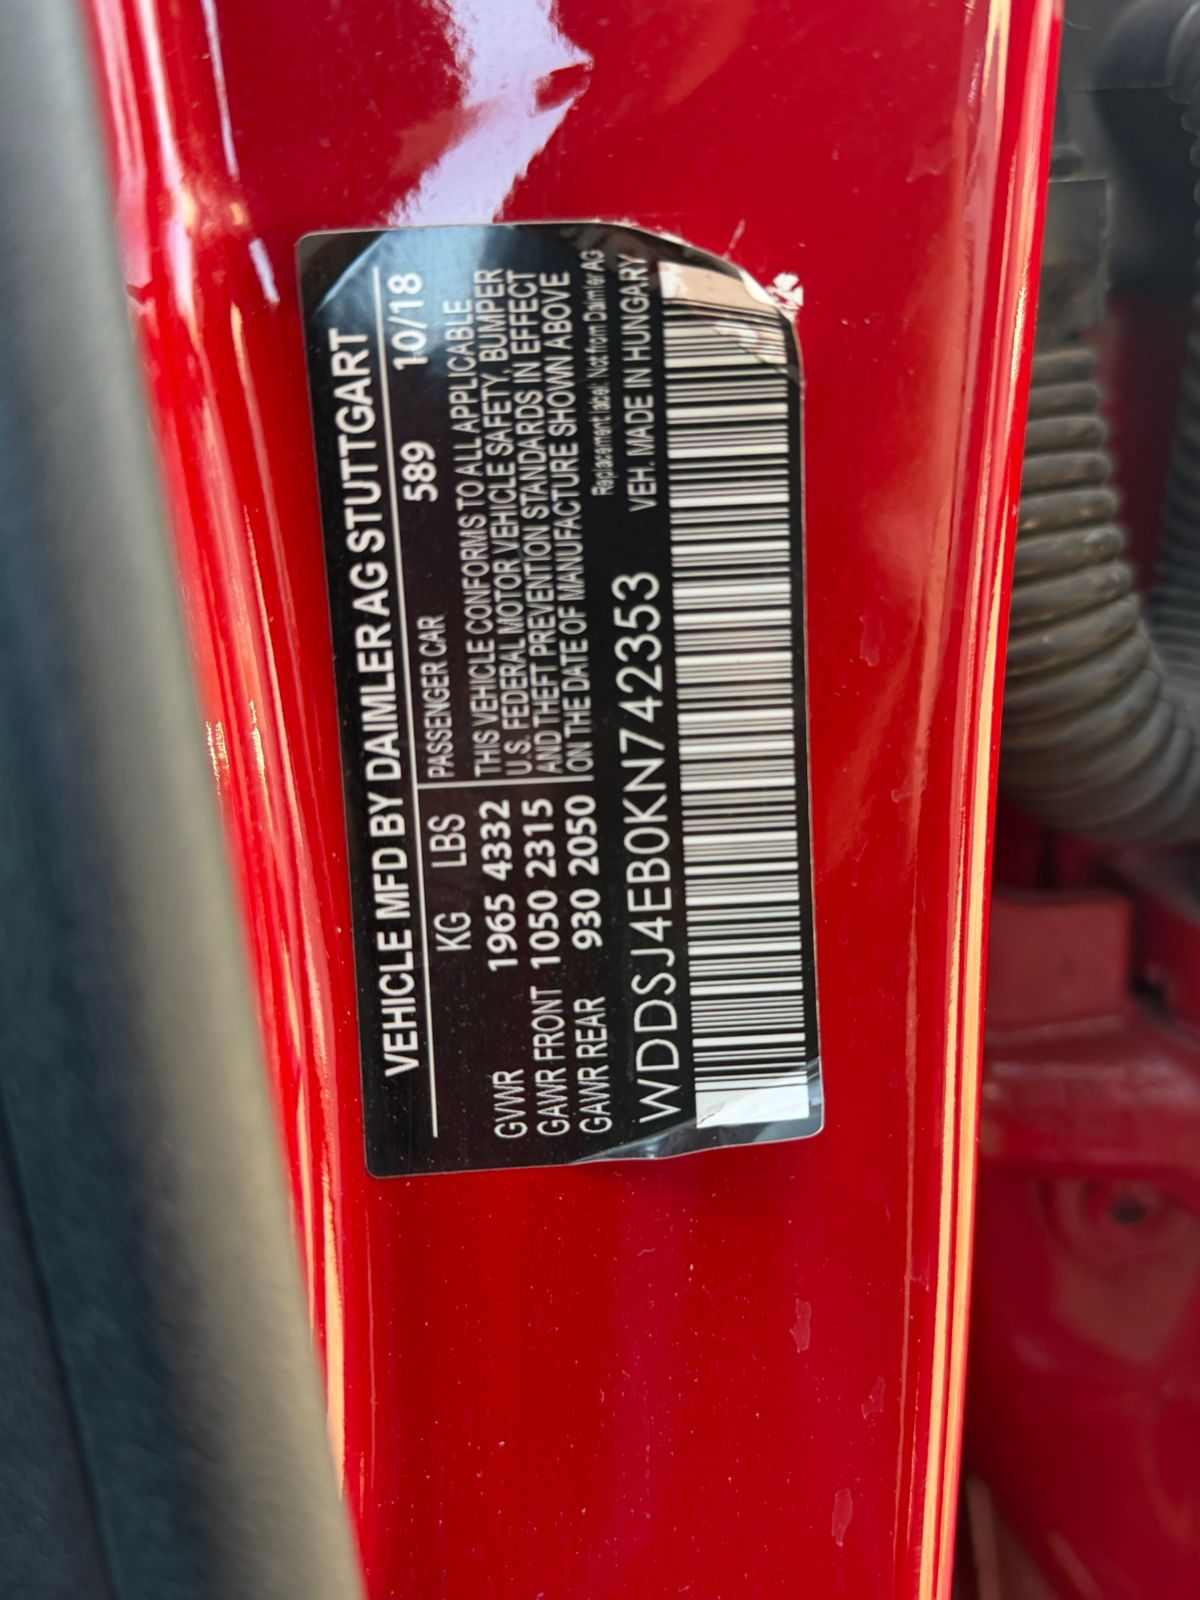 VEHICLE MFD BY DAIMLER AG STUTTGART
KG LBS PASSENGER CAR 589 10/18
GVWR 1965 4332 THIS VEHICLE CONFORMS TO ALL APPLICABLE
U.S. FEDERAL MOTOR VEHICLE SAFETY, BUMPER
GAWR FRONT 1050 2315 AND THEFT PREVENTION STANDARDS IN EFFECT
GAWR REAR 930 2050 ON THE DATE OF MANUFACTURE SHOWN ABOVE
Replacement label: Not from Daimler AG
WDDSJ4EB0KN742353 VEH. MADE IN HUNGARY